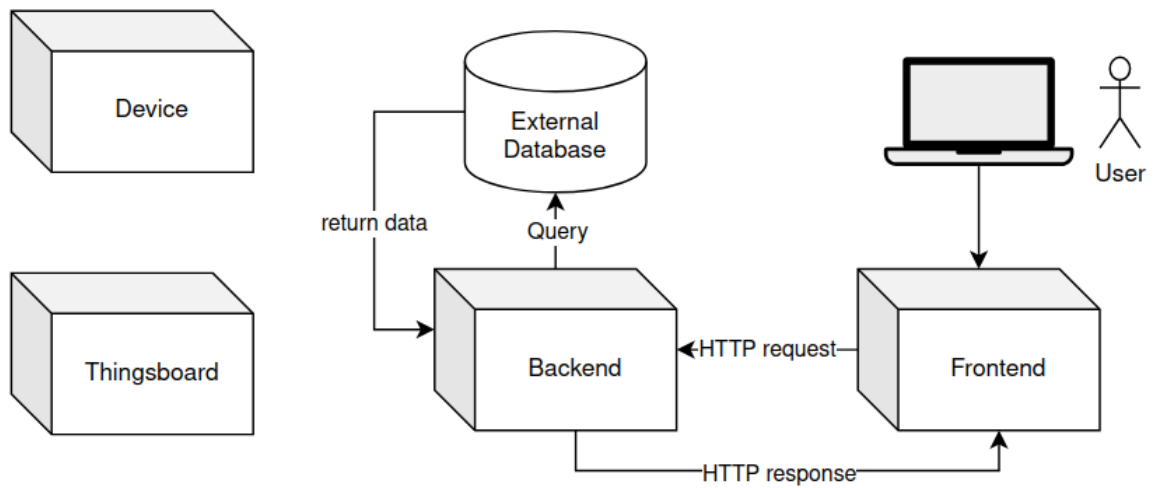 Device
External
Database
User
return data
Query
Thingsboard
Backend
HTTP request
Frontend
HTTP response